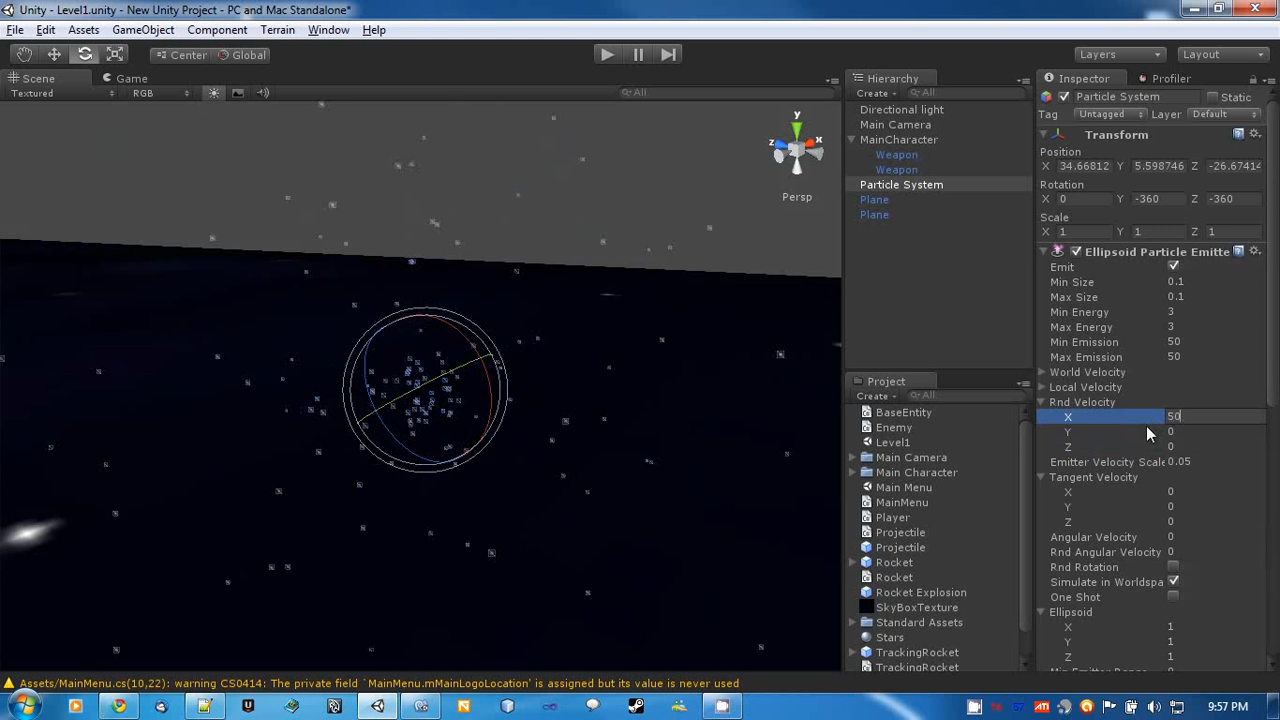 Unity - Level1.unity - New Unity Project - PC and Mac Standalone*
File Edit Assets GameObject Component Terrain Window Help
Center Global Layers Layout
Scene Game
Textured RGB All
y
z x
Persp
Hierarchy
Create All
Directional light
Main Camera
MainCharacter
Weapon
Weapon
Particle System
Plane
Plane
Project
Create All
BaseEntity
Enemy
Level1
Main Camera
Main Character
Main Menu
MainMenu
Player
Projectile
Projectile
Rocket
Rocket
Rocket Explosion
SkyBoxTexture
Standard Assets
Stars
TrackingRocket
TrackingRocket
Inspector Profiler
Particle System Static
Tag Untagged Layer Default
Transform
Position
X 34.66812 Y 5.598746 Z -26.67414
Rotation
X 0 Y -360 Z -360
Scale
X 1 Y 1 Z 1
Ellipsoid Particle Emitte
Emit
Min Size 0.1
Max Size 0.1
Min Energy 3
Max Energy 3
Min Emission 50
Max Emission 50
World Velocity
Local Velocity
Rnd Velocity
X 50
Y 0
Z 0
Emitter Velocity Scale 0.05
Tangent Velocity
X 0
Y 0
Z 0
Angular Velocity 0
Rnd Angular Velocity 0
Rnd Rotation
Simulate in Worldspa
One Shot
Ellipsoid
X 1
Y 1
Z 1
Min Emitter Range 0
Assets/MainMenu.cs(10,22): warning CS0414: The private field `MainMenu.mMainLogoLocation' is assigned but its value is never used
57 ATI 9:57 PM